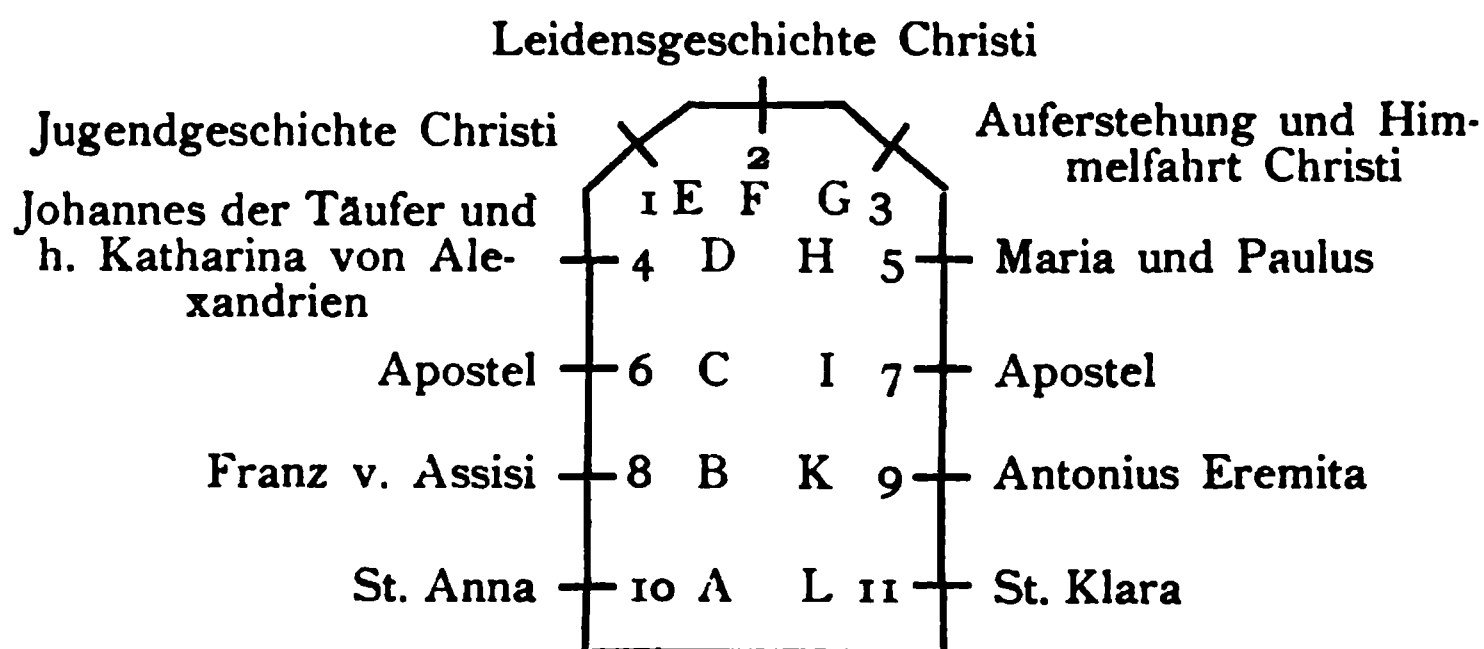 Leidensgeschichte Christi
Jugendgeschichte Christi
Auferstehung und Him-
melfahrt Christi
2
1 E F G 3
Johannes der Täufer und
h. Katharina von Ale-
xandrien
4 D H 5 Maria und Paulus
Apostel 6 C I 7 Apostel
Franz v. Assisi 8 B K 9 Antonius Eremita
St. Anna 10 A L 11 St. Klara